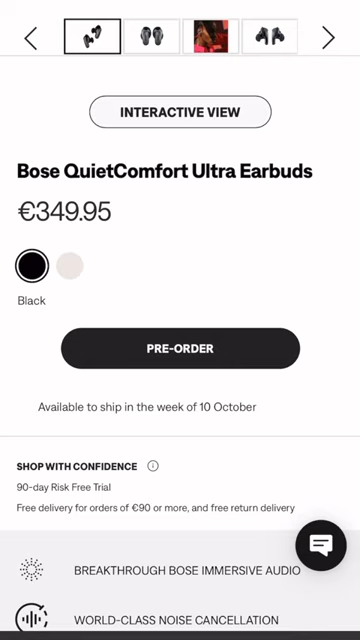 INTERACTIVE VIEW
Bose QuietComfort Ultra Earbuds
€349.95
Black
PRE-ORDER
Available to ship in the week of 10 October
SHOP WITH CONFIDENCE
90-day Risk Free Trial
Free delivery for orders of €90 or more, and free return delivery
BREAKTHROUGH BOSE IMMERSIVE AUDIO
WORLD-CLASS NOISE CANCELLATION